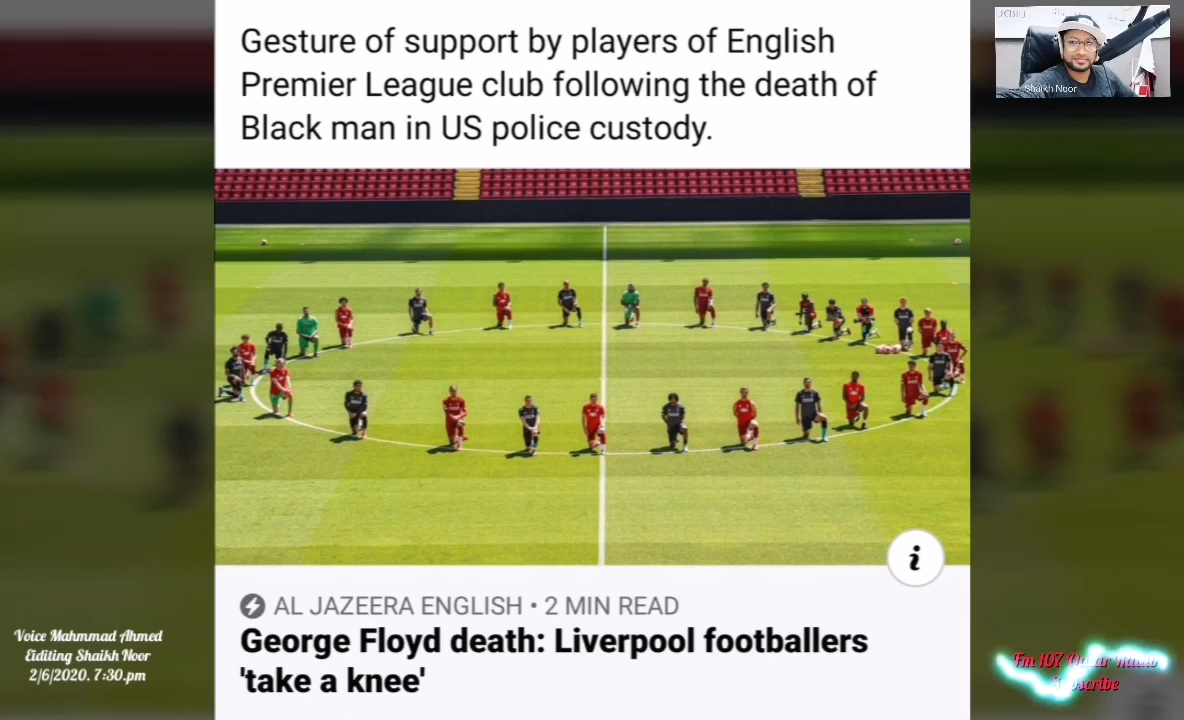 Gesture of support by players of English
Premier League club following the death of
Black man in US police custody.
Shaikh Noor
i
AL JAZEERA ENGLISH • 2 MIN READ
George Floyd death: Liverpool footballers
'take a knee'
Voice Mahmmad Ahmed
Eiditing Shaikh Noor
2/6/2020. 7:30.pm
Fm 107 Qatar Radio
Subscribe